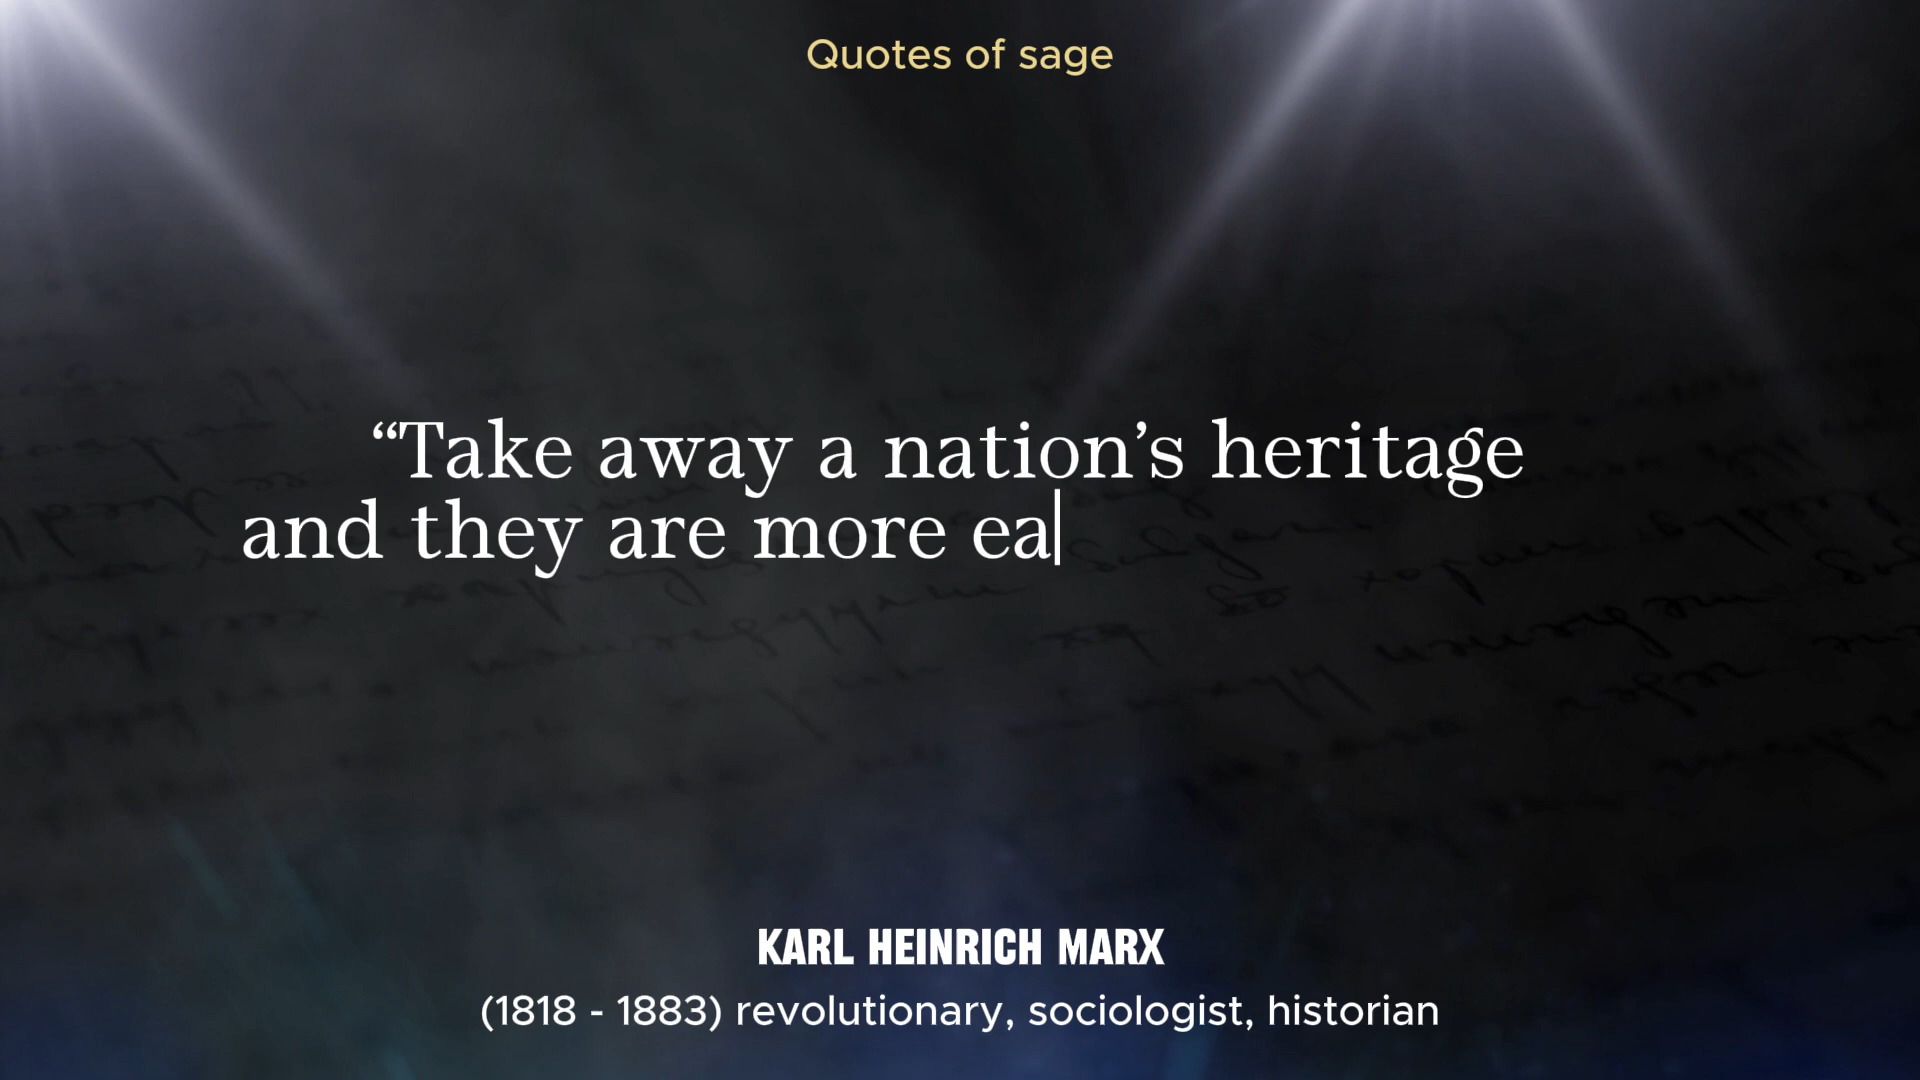 Quotes of sage
“Take away a nation’s heritage
and they are more ea
KARL HEINRICH MARX
(1818 - 1883) revolutionary, sociologist, historian